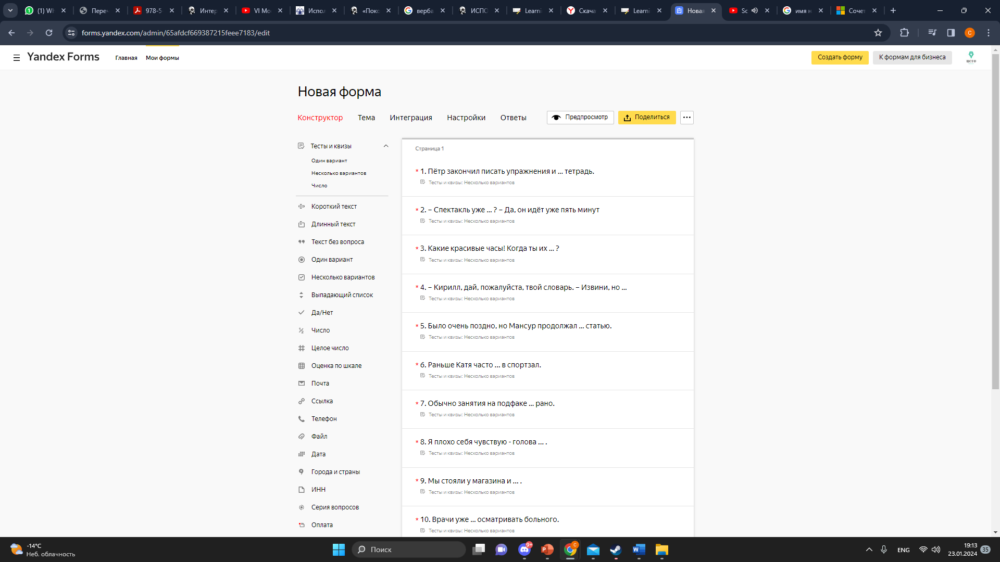 (1) Wh
Переч
978-5-
Интер
VI Мо
Испол
«Поко
верба
ИСПО
Learni
Скача
Learni
Новая
Sc
имя н
Сочет
forms.yandex.com/admin/65afdcf669387215feee7183/edit
C
Yandex Forms
Главная
Мои формы
Создать форму
К формам для бизнеса
ЦСГО
Новая форма
Конструктор
Тема
Интеграция
Настройки
Ответы
Предпросмотр
Поделиться
Тесты и квизы
Один вариант
Несколько вариантов
Число
Короткий текст
Длинный текст
Текст без вопроса
Один вариант
Несколько вариантов
Выпадающий список
Да/Нет
Число
Целое число
Оценка по шкале
Почта
Ссылка
Телефон
Файл
Дата
Города и страны
ИНН
Серия вопросов
Оплата
Страница 1
* 1. Пётр закончил писать упражнения и ... тетрадь.
Тесты и квизы: Несколько вариантов
* 2. – Спектакль уже ... ? – Да, он идёт уже пять минут
Тесты и квизы: Несколько вариантов
* 3. Какие красивые часы! Когда ты их ... ?
Тесты и квизы: Несколько вариантов
* 4. – Кирилл, дай, пожалуйста, твой словарь. – Извини, но ...
Тесты и квизы: Несколько вариантов
* 5. Было очень поздно, но Мансур продолжал ... статью.
Тесты и квизы: Несколько вариантов
* 6. Раньше Катя часто ... в спортзал.
Тесты и квизы: Несколько вариантов
* 7. Обычно занятия на подфаке ... рано.
Тесты и квизы: Несколько вариантов
* 8. Я плохо себя чувствую - голова ... .
Тесты и квизы: Несколько вариантов
* 9. Мы стояли у магазина и ... .
Тесты и квизы: Несколько вариантов
* 10. Врачи уже ... осматривать больного.
Тесты и квизы: Несколько вариантов
-14°C
Неб. облачность
Поиск
9+
ENG
19:13
23.01.2024
35